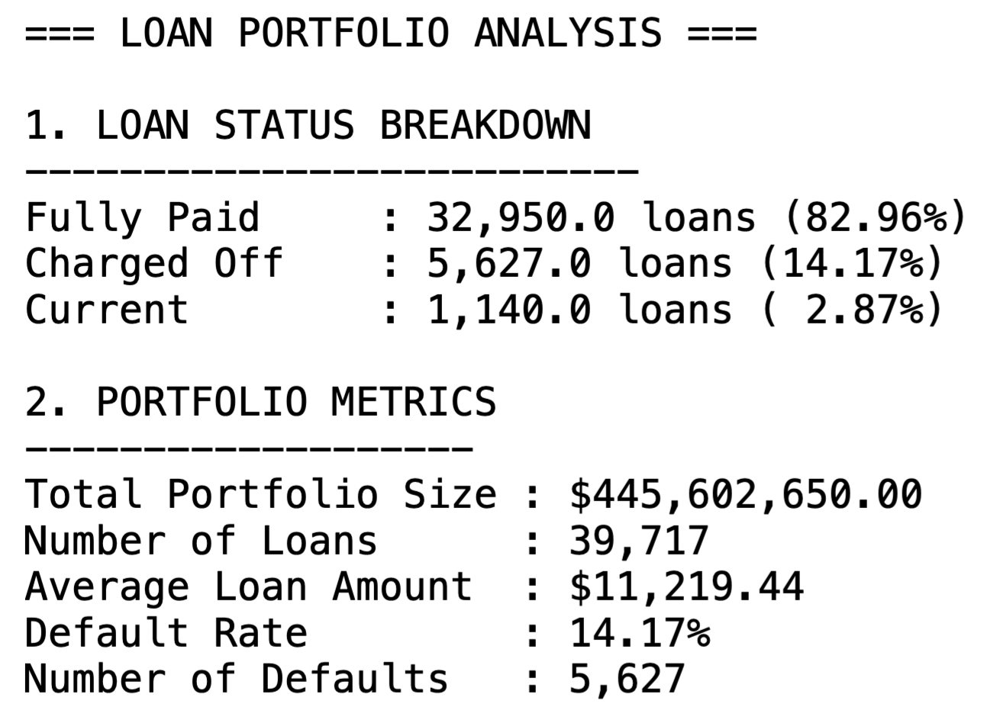 === LOAN PORTFOLIO ANALYSIS ===

1. LOAN STATUS BREAKDOWN
--------------------------
Fully Paid     : 32,950.0 loans (82.96%)
Charged Off    : 5,627.0 loans (14.17%)
Current        : 1,140.0 loans ( 2.87%)

2. PORTFOLIO METRICS
-------------------
Total Portfolio Size : $445,602,650.00
Number of Loans      : 39,717
Average Loan Amount  : $11,219.44
Default Rate         : 14.17%
Number of Defaults   : 5,627